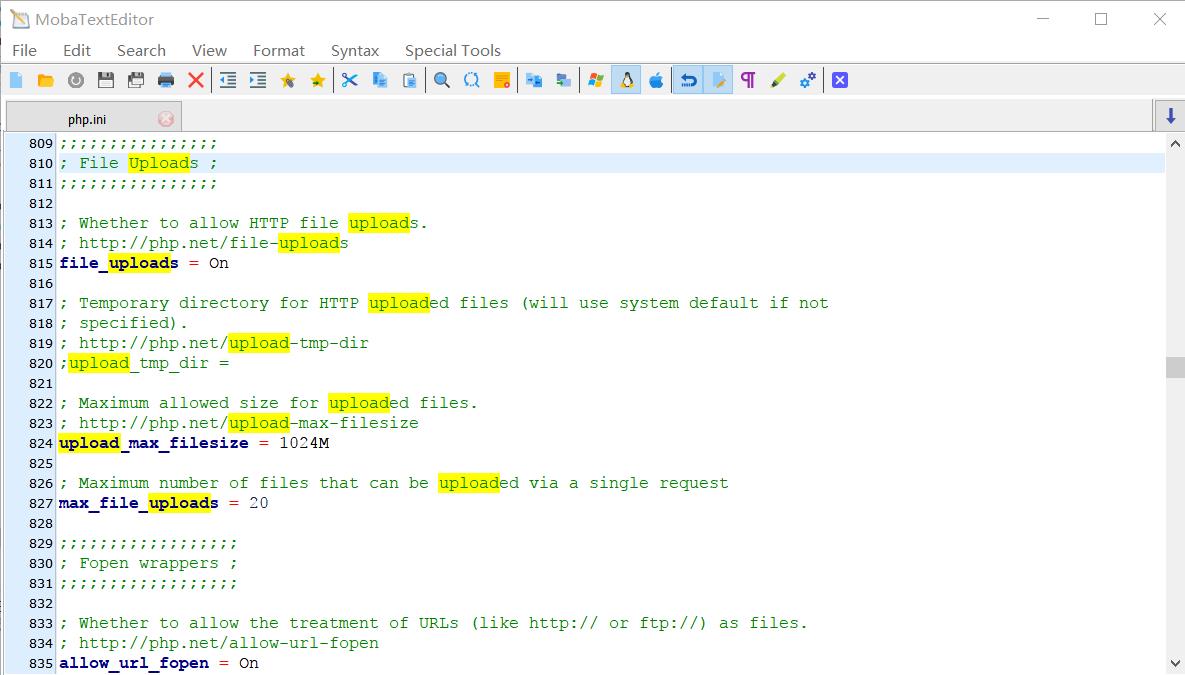 MobaTextEditor
File Edit Search View Format Syntax Special Tools
php.ini
809 ;;;;;;;;;;;;;;;;
810 ; File Uploads ;
811 ;;;;;;;;;;;;;;;;
812
813 ; Whether to allow HTTP file uploads.
814 ; http://php.net/file-uploads
815 file_uploads = On
816
817 ; Temporary directory for HTTP uploaded files (will use system default if not
818 ; specified).
819 ; http://php.net/upload-tmp-dir
820 ;upload_tmp_dir =
821
822 ; Maximum allowed size for uploaded files.
823 ; http://php.net/upload-max-filesize
824 upload_max_filesize = 1024M
825
826 ; Maximum number of files that can be uploaded via a single request
827 max_file_uploads = 20
828
829 ;;;;;;;;;;;;;;;;;;
830 ; Fopen wrappers ;
831 ;;;;;;;;;;;;;;;;;;
832
833 ; Whether to allow the treatment of URLs (like http:// or ftp://) as files.
834 ; http://php.net/allow-url-fopen
835 allow_url_fopen = On